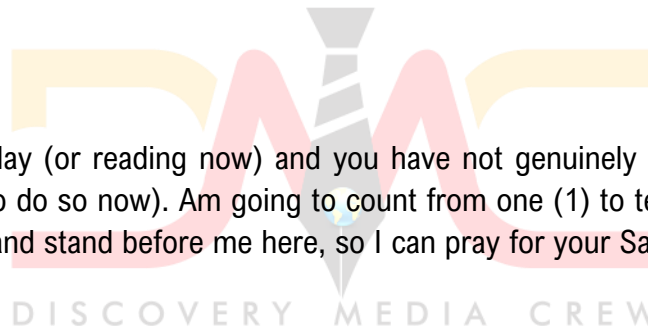 lay (or reading now) and you have not genuinely
o do so now). Am going to count from one (1) to te
and stand before me here, so I can pray for your Sa
DISCOVERY MEDIA CREW